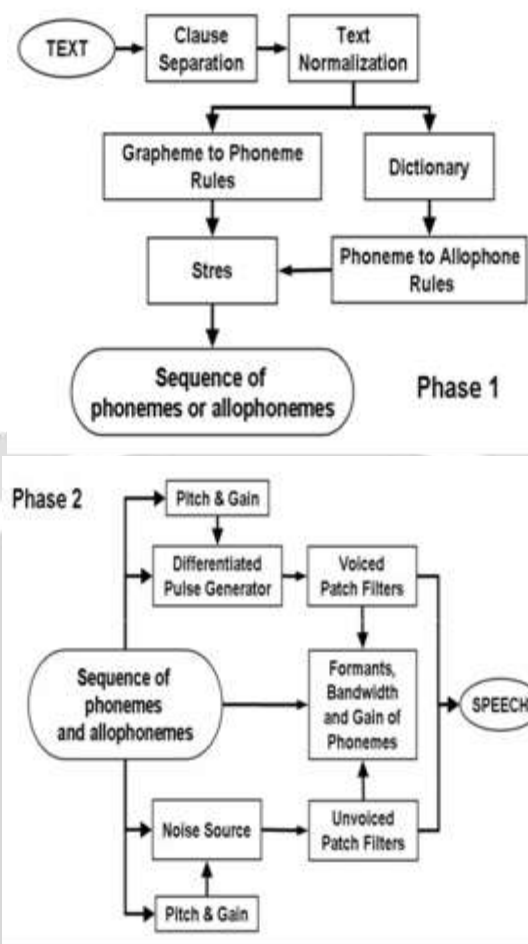 TEXT
Clause
Separation
Text
Normalization
Grapheme to Phoneme
Rules
Dictionary
Stres
Phoneme to Allophone
Rules
Sequence of
phonemes or allophonemes
Phase 1
Phase 2
Pitch & Gain
Differentiated
Pulse Generator
Voiced
Patch Filters
Sequence of
phonemes
and allophonemes
Formants,
Bandwidth
and Gain of
Phonemes
SPEECH
Noise Source
Unvoiced
Patch Filters
Pitch & Gain